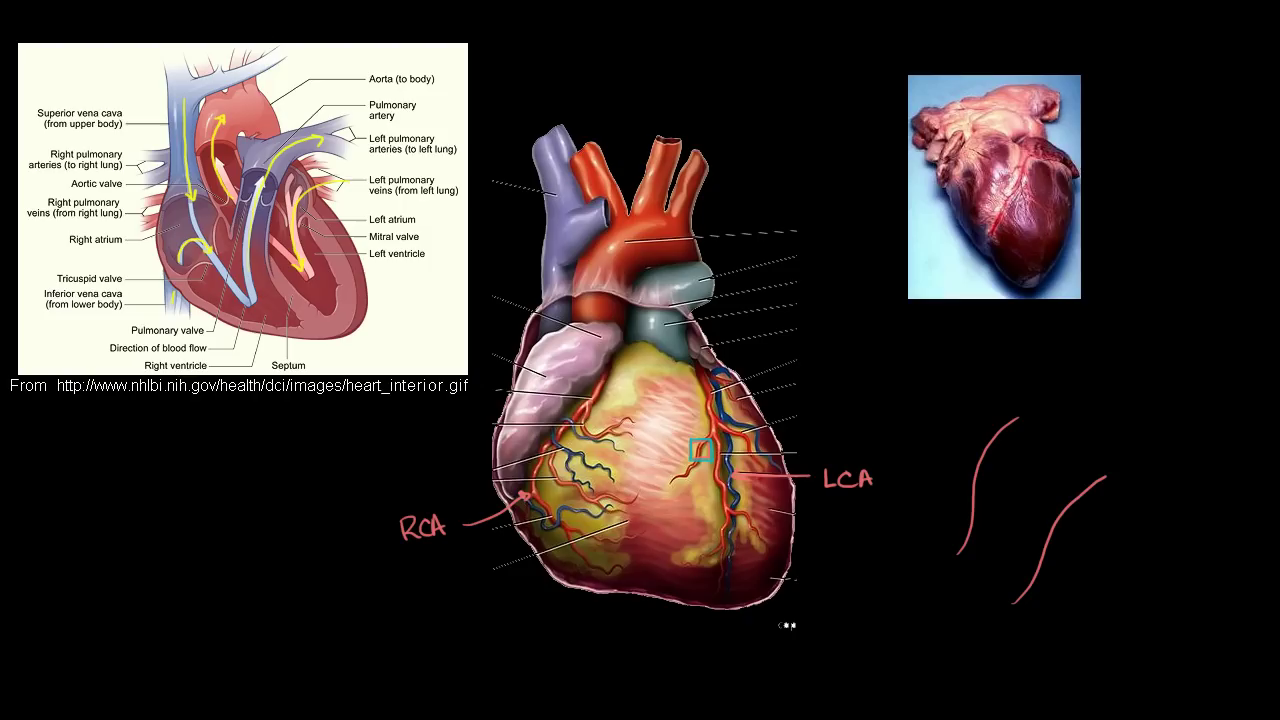 Aorta (to body)
Pulmonary
artery
Superior vena cava
(from upper body)
Left pulmonary
arteries (to left lung)
Right pulmonary
arteries (to right lung)
Aortic valve
Left pulmonary
veins (from left lung)
Right pulmonary
veins (from right lung)
Left atrium
Right atrium
Mitral valve
Left ventricle
Tricuspid valve
Inferior vena cava
(from lower body)
Pulmonary valve
Direction of blood flow
Right ventricle
Septum
From http://www.nhlbi.nih.gov/health/dci/images/heart_interior.gif
LCA
RCA